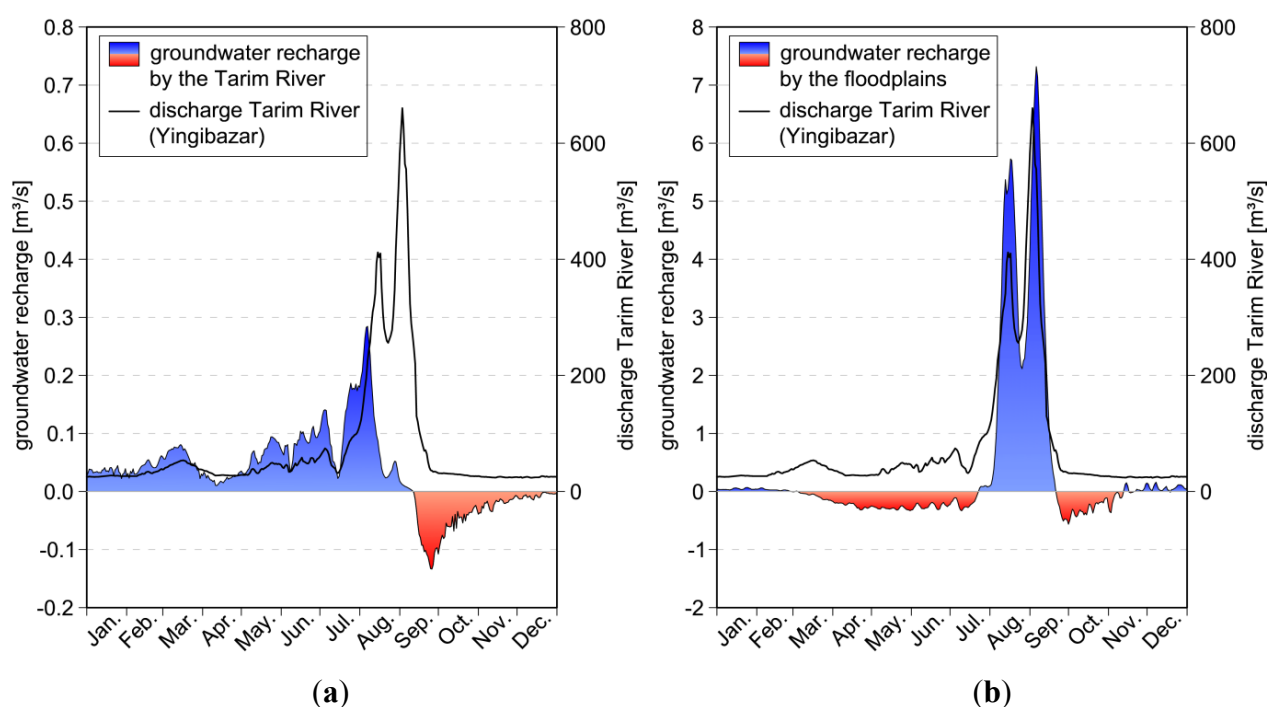 groundwater recharge
by the Tarim River
discharge Tarim River
(Yingibazar)
groundwater recharge [m³/s]
0.8
0.7
0.6
0.5
0.4
0.3
0.2
0.1
0.0
-0.1
-0.2
800
600
400
200
0
discharge Tarim River [m³/s]
Jan. Feb. Mar. Apr. May. Jun. Jul. Aug. Sep. Oct. Nov. Dec.
(a)
groundwater recharge
by the floodplains
discharge Tarim River
(Yingibazar)
groundwater recharge [m³/s]
8
7
6
5
4
3
2
1
0
-1
-2
800
600
400
200
0
discharge Tarim River [m³/s]
Jan. Feb. Mar. Apr. May. Jun. Jul. Aug. Sep. Oct. Nov. Dec.
(b)